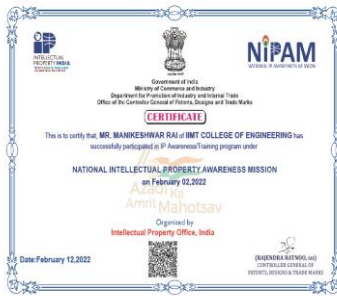 INTELLECTUAL
PROPERTY INDIA
NIPAM
Government of India
Ministry of Commerce and Industry
Department for Promotion of Industry and Internal Trade
Office of the Controller General of Patents, Designs and Trade Marks
CERTIFICATE
This is to certify that, MR. MANIKESHWAR RAI of IIMT COLLEGE OF ENGINEERING has
successfully participated in IP Awareness/Training program under
NATIONAL INTELLECTUAL PROPERTY AWARENESS MISSION
on February 02,2022
Azadi Ka
Amrit Mahotsav
Organized by
Intellectual Property Office, India
Date:February 12,2022
CONTROLLER GENERAL OF
PATENTS, DESIGNS & TRADE MARKS